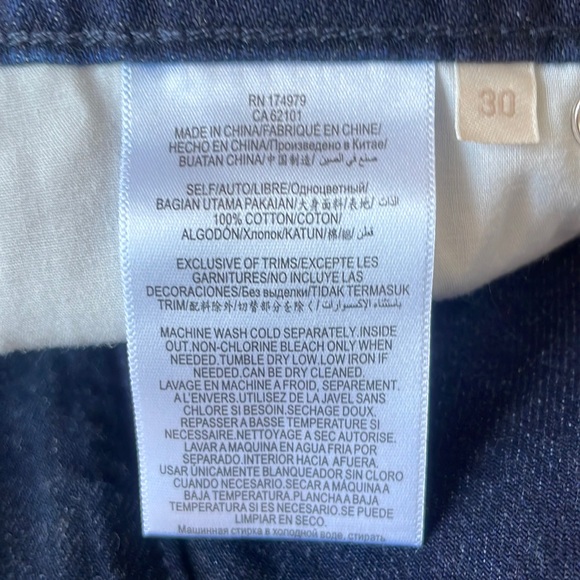 RN 174979
CA 62101
MADE IN CHINA/FABRIQUÉ EN CHINE/
HECHO EN CHINA/Произведено в Китае/
BUATAN CHINA/中国制造/ صنع في الصين
SELF/AUTO/LIBRE/Одноцветный/
BAGIAN UTAMA PAKAIAN/大身面料/表地/ الذات
100% COTTON/COTON/
ALGODÓN/Хлопок/KATUN/棉/綿/ قطن
EXCLUSIVE OF TRIMS/EXCEPTE LES
GARNITURES/NO INCLUYE LAS
DECORACIONES/Без выделки/TIDAK TERMASUK
TRIM/配料除外/切替部分を除く/ باستثناء الإكسسوارات
MACHINE WASH COLD SEPARATELY.INSIDE
OUT.NON-CHLORINE BLEACH ONLY WHEN
NEEDED.TUMBLE DRY LOW.LOW IRON IF
NEEDED.CAN BE DRY CLEANED.
LAVAGE EN MACHINE A FROID, SEPARÉMENT.
A L'ENVERS.UTILISEZ DE LA JAVEL SANS
CHLORE SI BESOIN.SECHAGE DOUX.
REPASSER A BASSE TEMPERATURE SI
NECESSAIRE.NETTOYAGE A SEC AUTORISE.
LAVAR A MAQUINA EN AGUA FRIA POR
SEPARADO.INTERIOR HACIA AFUERA.
USAR ÚNICAMENTE BLANQUEADOR SIN CLORO
CUANDO NECESARIO.SECAR A MÁQUINA A
BAJA TEMPERATURA.PLANCHA A BAJA
TEMPERATURA SI ES NECESARIO.SE PUEDE
LIMPIAR EN SECO.
Машинная стирка в холодной воде, стирать
30